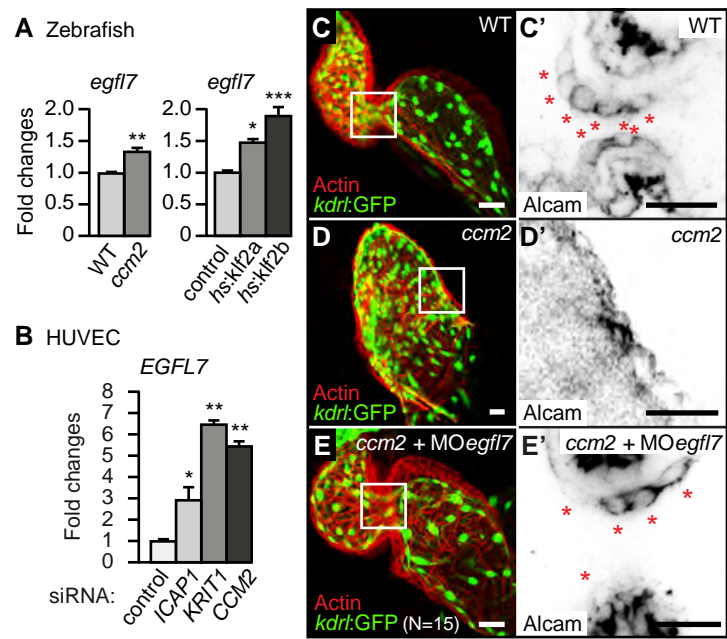 A Zebrafish
egfl7
egfl7
Fold changes
2.0
1.5
1.0
0.5
0
**
WT
ccm2
2.0
1.5
1.0
0.5
0
*
***
control
hs:klf2a
hs:klf2b
B HUVEC
EGFL7
Fold changes
8
7
6
5
4
3
2
1
0
*
**
**
siRNA:
control
ICAP1
KRIT1
CCM2
C
WT
Actin
kdrl:GFP
C'
WT
* * * * * * * *
Alcam
D
ccm2
Actin
kdrl:GFP
D'
ccm2
Alcam
E
ccm2 + MOegfl7
Actin
kdrl:GFP (N=15)
E'
ccm2 + MOegfl7
* * * * *
Alcam